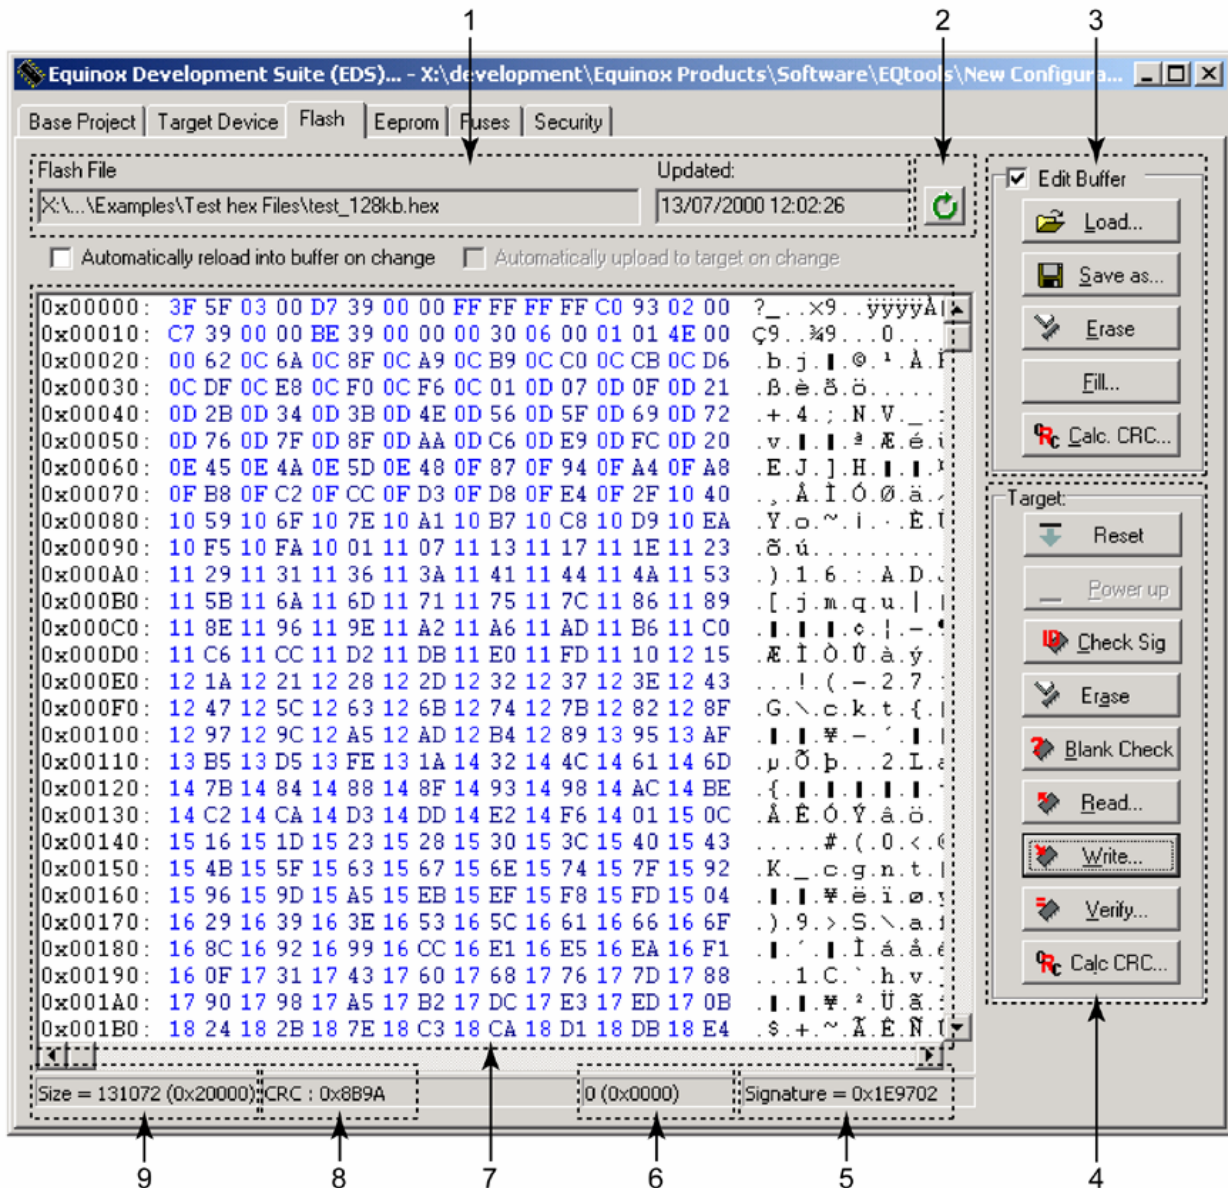 1 2 3
Equinox Development Suite (EDS)... - X:\development\Equinox Products\Software\EQtools\New Configura...
Base Project Target Device Flash Eeprom Fuses Security
Flash File Updated:
X:\...\Examples\Test hex Files\test_128kb.hex 13/07/2000 12:02:26
Automatically reload into buffer on change Automatically upload to target on change
Edit Buffer
Load...
Save as...
Erase
Fill...
Calc. CRC...
Target:
Reset
Power up
Check Sig
Erase
Blank Check
Read...
Write...
Verify...
Calc CRC...
0x00000: 3F 5F 03 00 D7 39 00 00 FF FF FF FF C0 93 02 00 ?_..×9..ÿÿÿÿÀ
0x00010: C7 39 00 00 BE 39 00 00 00 30 06 00 01 01 4E 00 Ç9..¾9...0....
0x00020: 00 62 0C 6A 0C 8F 0C A9 0C B9 0C C0 0C CB 0C D6 .b.j.▮.©.¹.À.
0x00030: 0C DF 0C E8 0C F0 0C F6 0C 01 0D 07 0D 0F 0D 21 .ß.è.ð.ö......
0x00040: 0D 2B 0D 34 0D 3B 0D 4E 0D 56 0D 5F 0D 69 0D 72 .+.4.;.N.V._.
0x00050: 0D 76 0D 7F 0D 8F 0D AA 0D C6 0D E9 0D FC 0D 20 .v.▮.▮.ª.Æ.é.
0x00060: 0E 45 0E 4A 0E 5D 0E 48 0F 87 0F 94 0F A4 0F A8 .E.J.].H.▮.▮.
0x00070: 0F B8 0F C2 0F CC 0F D3 0F D8 0F E4 0F 2F 10 40 .¸.Â.Ì.Ó.Ø.ä.
0x00080: 10 59 10 6F 10 7E 10 A1 10 B7 10 C8 10 D9 10 EA .Y.o.~.¡.·.È.
0x00090: 10 F5 10 FA 10 01 11 07 11 13 11 17 11 1E 11 23 .õ.ú..........
0x000A0: 11 29 11 31 11 36 11 3A 11 41 11 44 11 4A 11 53 .).1.6.:.A.D.
0x000B0: 11 5B 11 6A 11 6D 11 71 11 75 11 7C 11 86 11 89 .[.j.m.q.u.|.
0x000C0: 11 8E 11 96 11 9E 11 A2 11 A6 11 AD 11 B6 11 C0 .▮.▮.▮.¢.¦.-.
0x000D0: 11 C6 11 CC 11 D2 11 DB 11 E0 11 FD 11 10 12 15 .Æ.Ì.Ò.Û.à.ý.
0x000E0: 12 1A 12 21 12 28 12 2D 12 32 12 37 12 3E 12 43 ...!.(.-.2.7.
0x000F0: 12 47 12 5C 12 63 12 6B 12 74 12 7B 12 82 12 8F .G.\.c.k.t.{.
0x00100: 12 97 12 9C 12 A5 12 AD 12 B4 12 89 13 95 13 AF .▮.▮.¥.-.´.▮.
0x00110: 13 B5 13 D5 13 FE 13 1A 14 32 14 4C 14 61 14 6D .µ.Õ.þ...2.L.
0x00120: 14 7B 14 84 14 88 14 8F 14 93 14 98 14 AC 14 BE .{.▮.▮.▮.▮.▮.
0x00130: 14 C2 14 CA 14 D3 14 DD 14 E2 14 F6 14 01 15 0C .Â.Ê.Ó.Ý.â.ö.
0x00140: 15 16 15 1D 15 23 15 28 15 30 15 3C 15 40 15 43 .....#.(.0.<.
0x00150: 15 4B 15 5F 15 63 15 67 15 6E 15 74 15 7F 15 92 K._.c.g.n.t.
0x00160: 15 96 15 9D 15 A5 15 EB 15 EF 15 F8 15 FD 15 04 .▮.▮.¥.ë.ï.ø.
0x00170: 16 29 16 39 16 3E 16 53 16 5C 16 61 16 66 16 6F .).9.>.S.\.a.
0x00180: 16 8C 16 92 16 99 16 CC 16 E1 16 E5 16 EA 16 F1
0x00190: 16 0F 17 31 17 43 17 60 17 68 17 76 17 7D 17 88 ...1.C.`.h.v.
0x001A0: 17 90 17 98 17 A5 17 B2 17 DC 17 E3 17 ED 17 0B .▮.▮.¥.².Ü.ã.
0x001B0: 18 24 18 2B 18 7E 18 C3 18 CA 18 D1 18 DB 18 E4 .$.+.~.Ã.Ê.Ñ.
Size = 131072 (0x20000) CRC : 0x8B9A 0 (0x0000) Signature = 0x1E9702
9 8 7 6 5 4